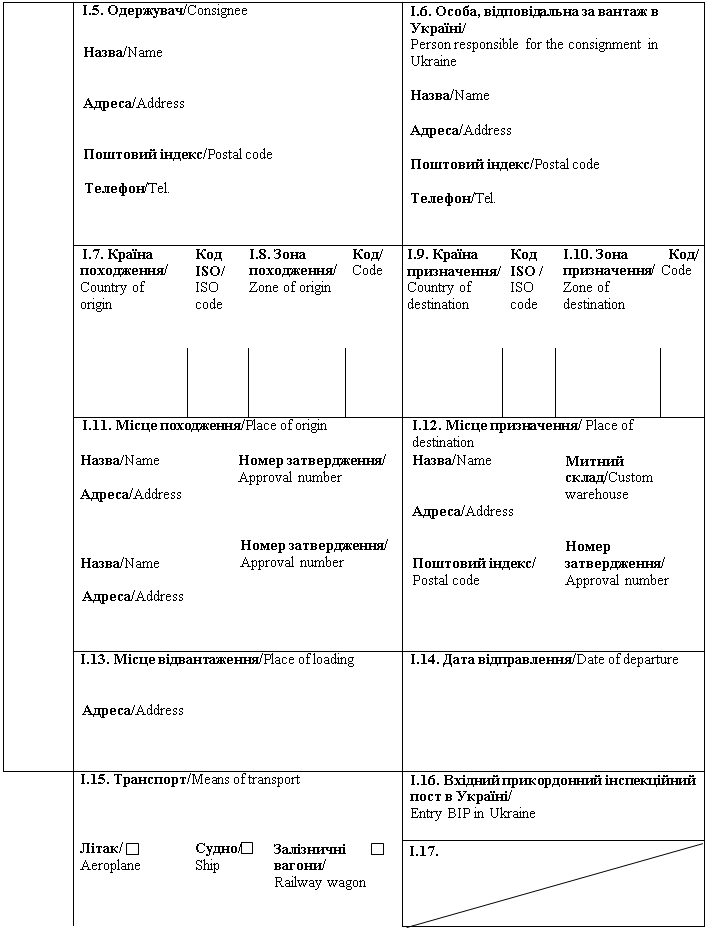 I.5. Одержувач/Consignee
Назва/Name
Адреса/Address
Поштовий індекс/Postal code
Телефон/Tel.
I.6. Особа, відповідальна за вантаж в
Україні/
Person responsible for the consignment in
Ukraine
Назва/Name
Адреса/Address
Поштовий індекс/Postal code
Телефон/Tel.
I.7. Країна
походження/
Country of
origin
Код
ISO/
ISO
code
I.8. Зона
походження/
Zone of origin
Код/
Code
I.9. Країна
призначення/
Country of
destination
Код
ISO /
ISO
code
I.10. Зона
призначення/
Zone of
destination
Код/
Code
I.11. Місце походження/Place of origin
Назва/Name
Номер затвердження/
Approval number
Адреса/Address
Номер затвердження/
Назва/Name
Approval number
Адреса/Address
I.12. Місце призначення/ Place of
destination
Назва/Name
Митний
склад/Custom
warehouse
Адреса/Address
Поштовий індекс/
Postal code
Номер
затвердження/
Approval number
I.13. Місце відвантаження/Place of loading
Адреса/Address
I.14. Дата відправлення/Date of departure
I.15. Транспорт/Means of transport
Літак/
Aeroplane
Судно/
Ship
Залізничні
вагони/
Railway wagon
I.16. Вхідний прикордонний інспекційний
пост в Україні/
Entry BIP in Ukraine
I.17.